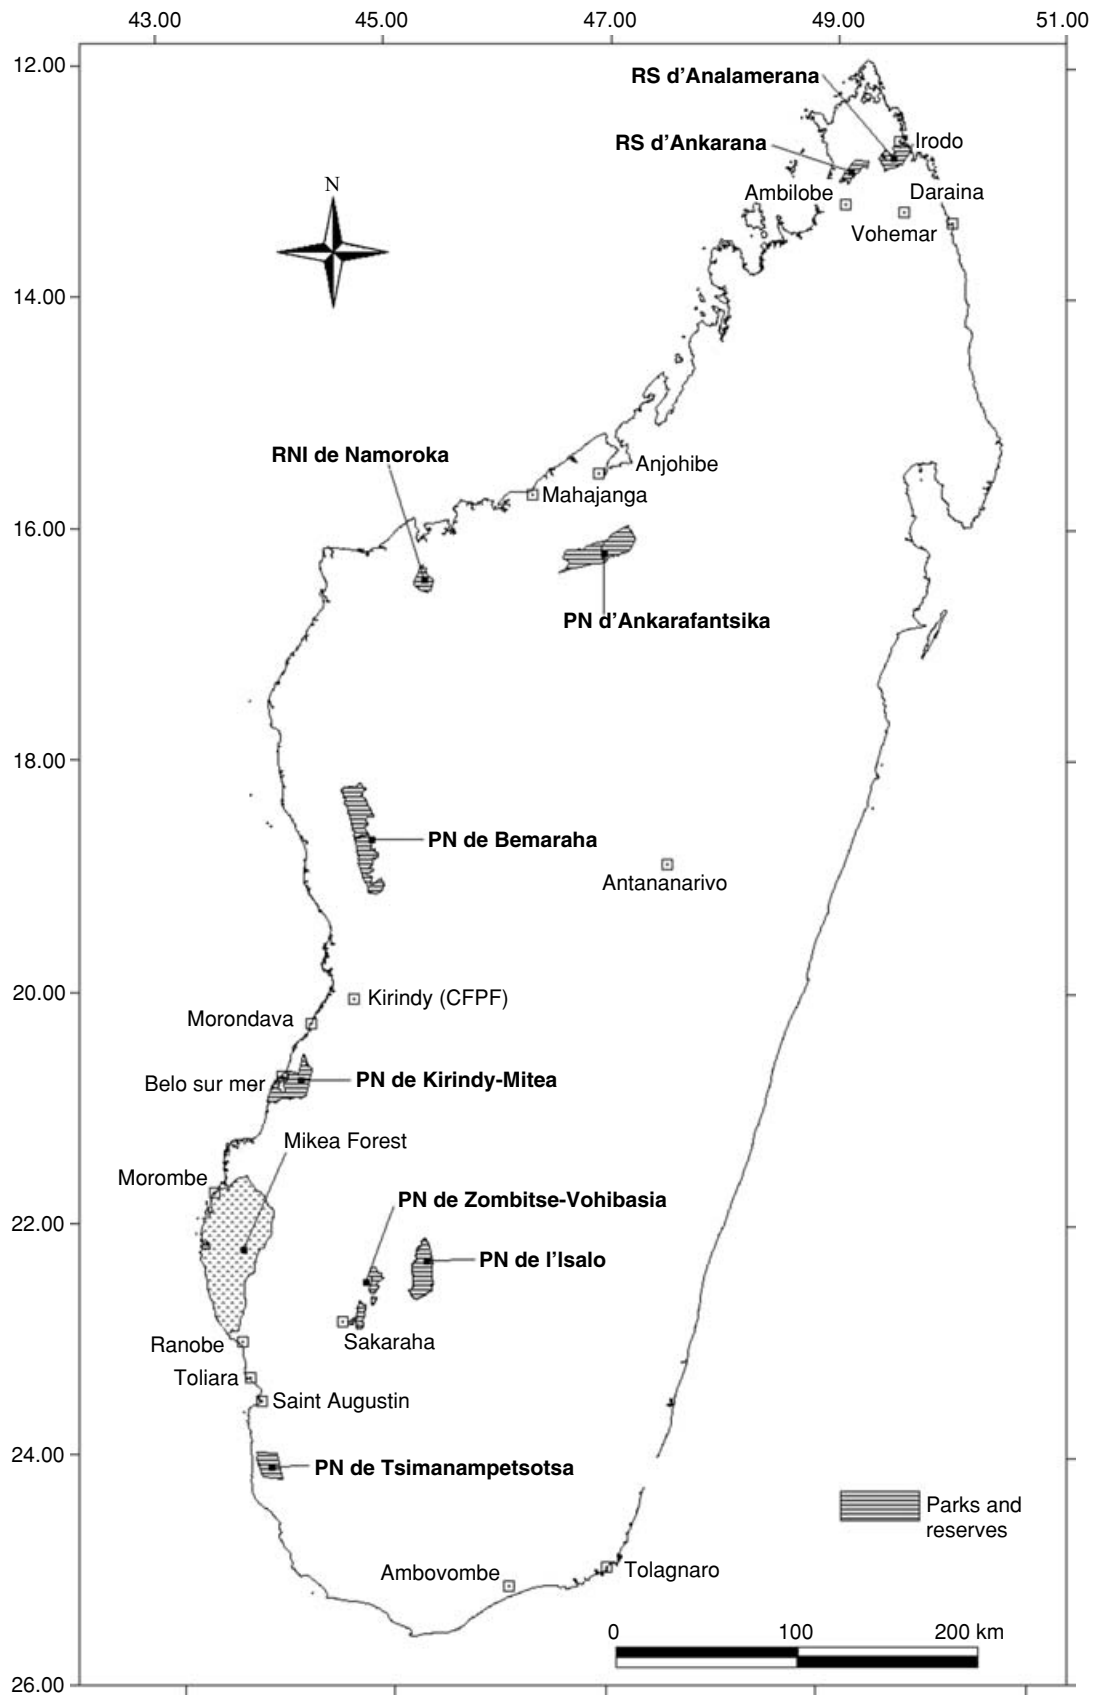 43.00 45.00 47.00 49.00 51.00
12.00
RS d'Analamerana
RS d'Ankarana
Irodo
N
Ambilobe
Daraina
Vohemar
14.00
RNI de Namoroka
Anjohibe
Mahajanga
16.00
PN d'Ankarafantsika
18.00
PN de Bemaraha
Antananarivo
20.00
Kirindy (CFPF)
Morondava
Belo sur mer
PN de Kirindy-Mitea
Mikea Forest
Morombe
PN de Zombitse-Vohibasia
22.00
PN de l'Isalo
Ranobe
Sakaraha
Toliara
Saint Augustin
24.00
PN de Tsimanampetsotsa
Parks and
reserves
Ambovombe
Tolagnaro
0 100 200 km
26.00